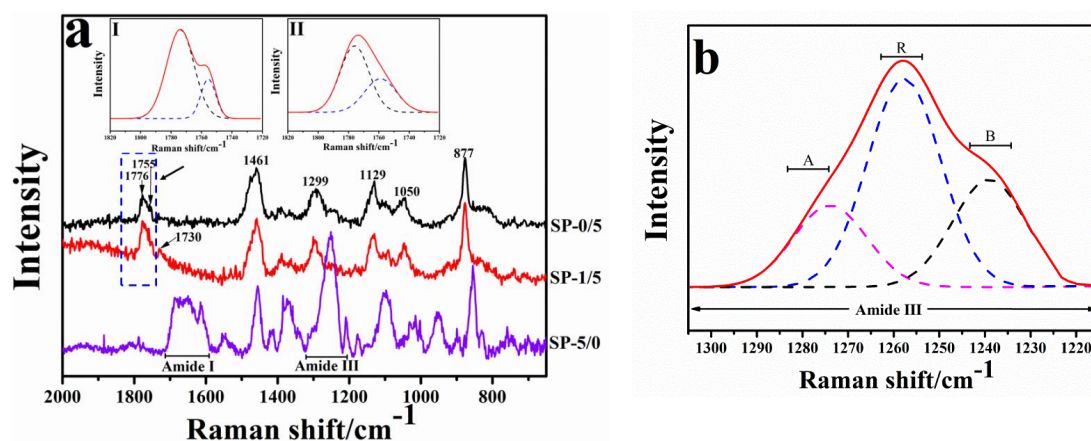 a
I
Intensity
1820 1800 1780 1760 1740 1720
Raman shift/cm
II
Intensity
1820 1800 1780 1760 1740 1720
Raman shift/cm
Intensity
1755
1776
1730
1461
1299
1129
1050
877
SP-0/5
SP-1/5
SP-5/0
Amide I
Amide III
2000 1800 1600 1400 1200 1000 800
Raman shift/cm-1
b
Intensity
A
R
B
Amide III
1300 1290 1280 1270 1260 1250 1240 1230 1220
Raman shift/cm-1